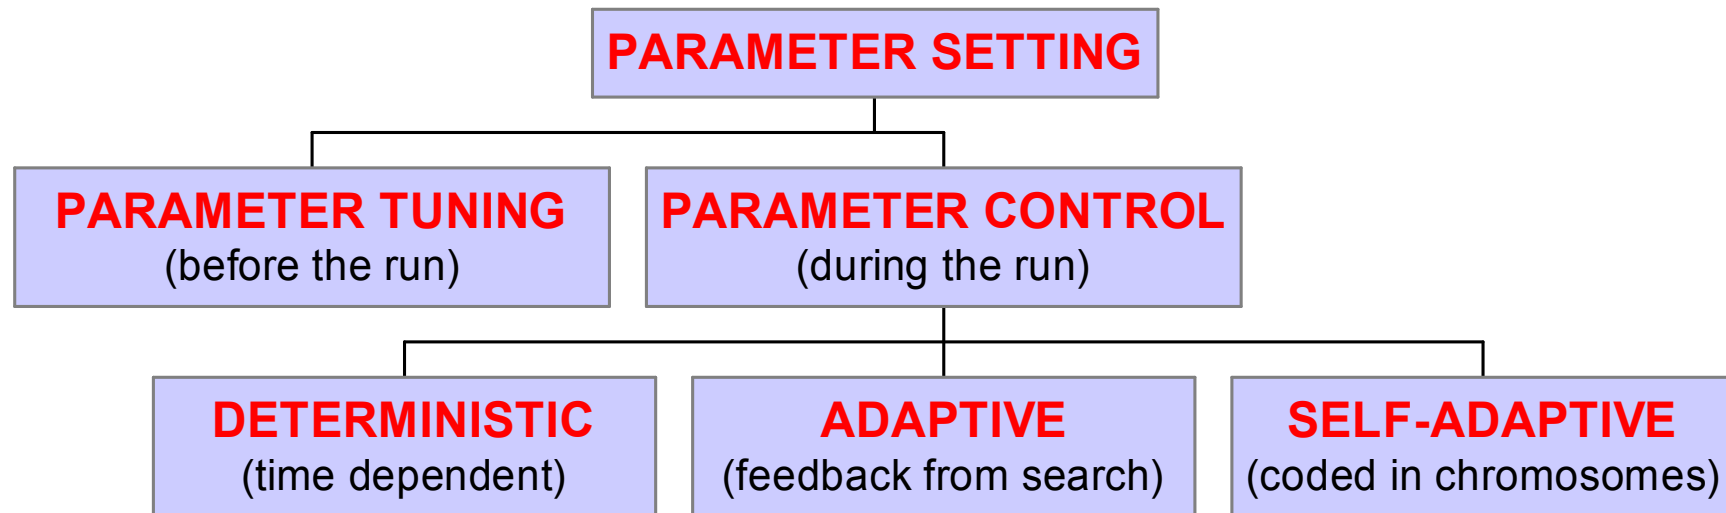 PARAMETER SETTING
PARAMETER TUNING
(before the run)
PARAMETER CONTROL
(during the run)
DETERMINISTIC
(time dependent)
ADAPTIVE
(feedback from search)
SELF-ADAPTIVE
(coded in chromosomes)